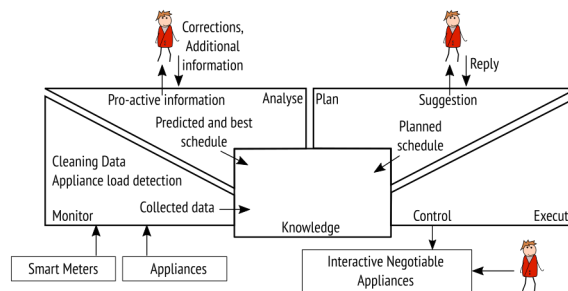 Corrections,
Additional
information
Reply
Pro-active information
Analyse
Plan
Suggestion
Predicted and best
schedule
Planned
schedule
Cleaning Data
Appliance load detection
Collected data
Monitor
Knowledge
Control
Execut
Smart Meters
Appliances
Interactive Negotiable
Appliances